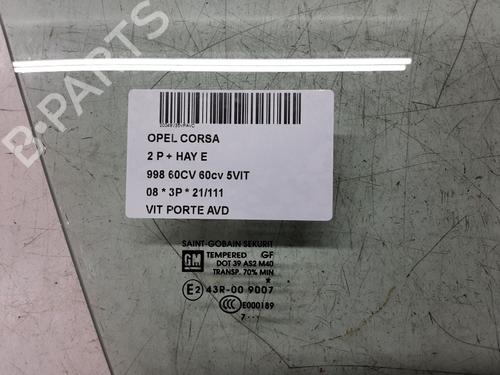 B-PARTS
OPEL CORSA
2 P + HAY E
998 60CV 60cv 5VIT
08 * 3P * 21/111
VIT PORTE AVD
SAINT-GOBAIN SEKURIT
GM TEMPERED GF
DOT 39 AS2 M40
TRANSP. 70% MIN
*
E2 43R-00 9007
CCC E000189
7···